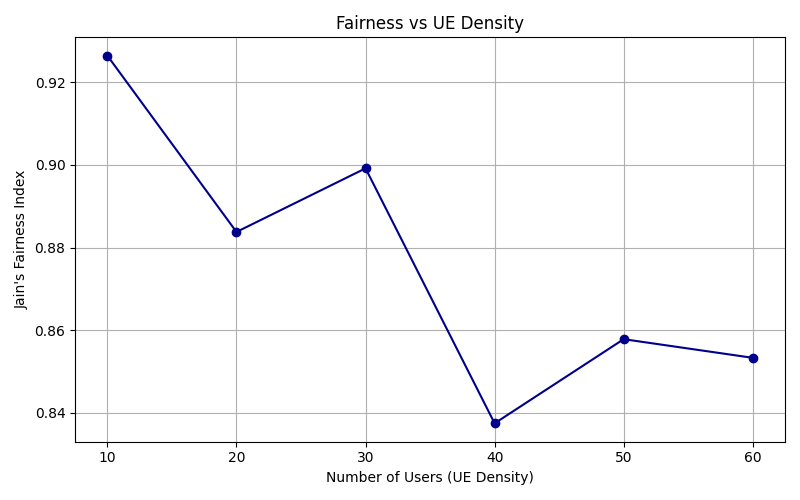 Fairness vs UE Density
Jain's Fairness Index
0.92
0.90
0.88
0.86
0.84
10 20 30 40 50 60
Number of Users (UE Density)